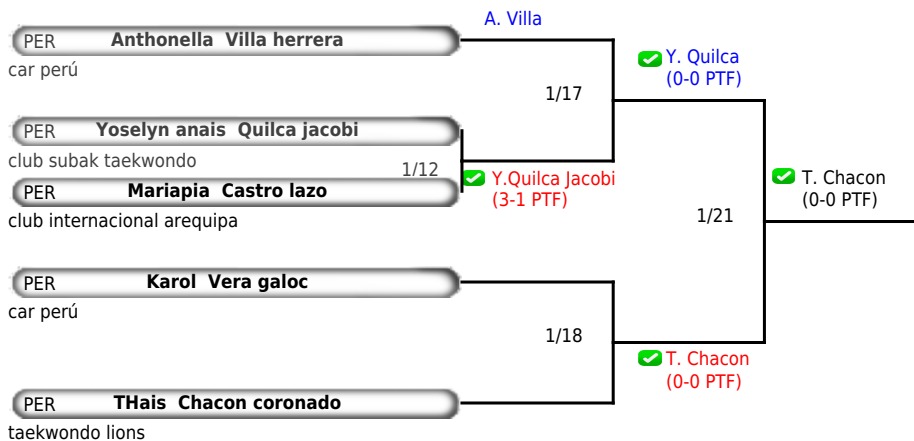 A. Villa
PER Anthonella Villa herrera
car perú
Y. Quilca
(0-0 PTF)
1/17
PER Yoselyn anais Quilca jacobi
club subak taekwondo
1/12
Y.Quilca Jacobi
(3-1 PTF)
PER Mariapia Castro lazo
club internacional arequipa
T. Chacon
(0-0 PTF)
1/21
PER Karol Vera galoc
car perú
1/18
T. Chacon
(0-0 PTF)
PER THais Chacon coronado
taekwondo lions